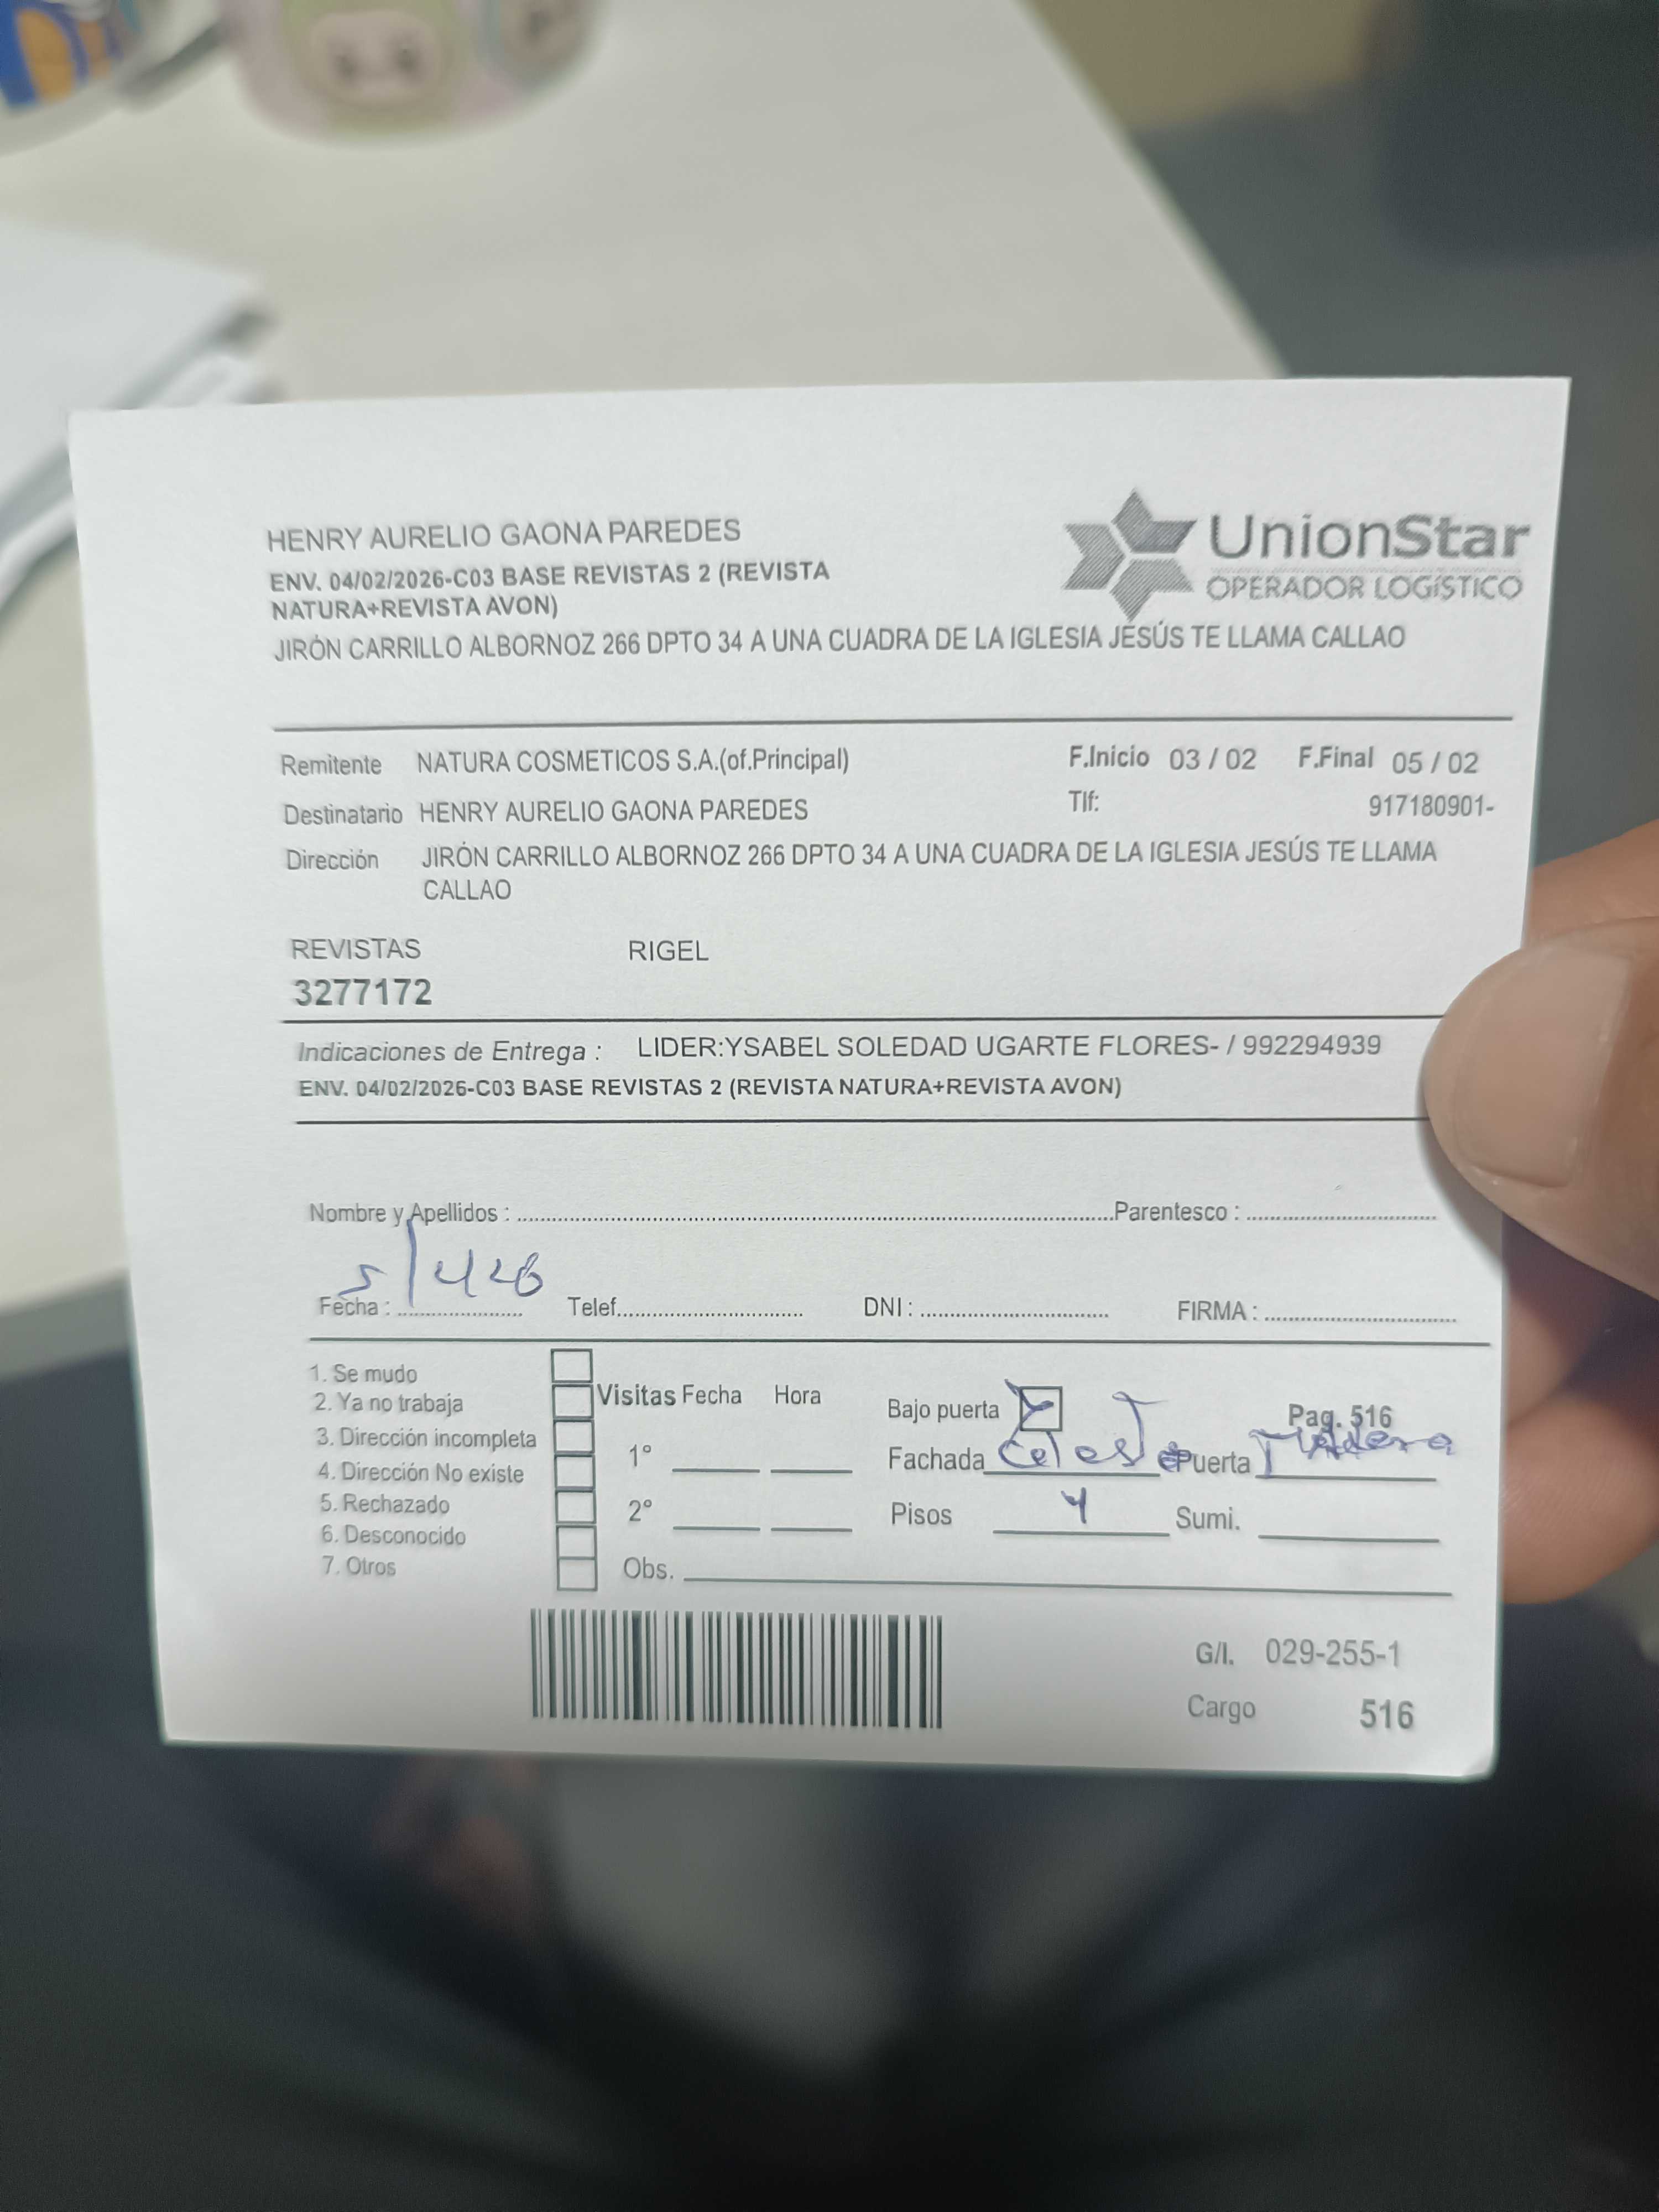 HENRY AURELIO GAONA PAREDES
ENV. 04/02/2026-C03 BASE REVISTAS 2 (REVISTA
NATURA+REVISTA AVON)
UnionStar
OPERADOR LOGÍSTICO
JIRÓN CARRILLO ALBORNOZ 266 DPTO 34 A UNA CUADRA DE LA IGLESIA JESÚS TE LLAMA CALLAO
Remitente NATURA COSMETICOS S.A.(of.Principal) F.Inicio 03 / 02 F.Final 05 / 02
Destinatario HENRY AURELIO GAONA PAREDES Tlf: 917180901-
Dirección JIRÓN CARRILLO ALBORNOZ 266 DPTO 34 A UNA CUADRA DE LA IGLESIA JESÚS TE LLAMA
CALLAO
REVISTAS RIGEL
3277172
Indicaciones de Entrega : LIDER:YSABEL SOLEDAD UGARTE FLORES- / 992294939
ENV. 04/02/2026-C03 BASE REVISTAS 2 (REVISTA NATURA+REVISTA AVON)
Nombre y Apellidos : Parentesco :
Fecha : Telef. DNI : FIRMA :
1. Se mudo
2. Ya no trabaja
3. Dirección incompleta
4. Dirección No existe
5. Rechazado
6. Desconocido
7. Otros
Visitas Fecha Hora
1°
2°
Obs.
Bajo puerta Pag. 516
Fachada Celeste Puerta Madera
Pisos 4 Sumi.
G/I. 029-255-1
Cargo 516